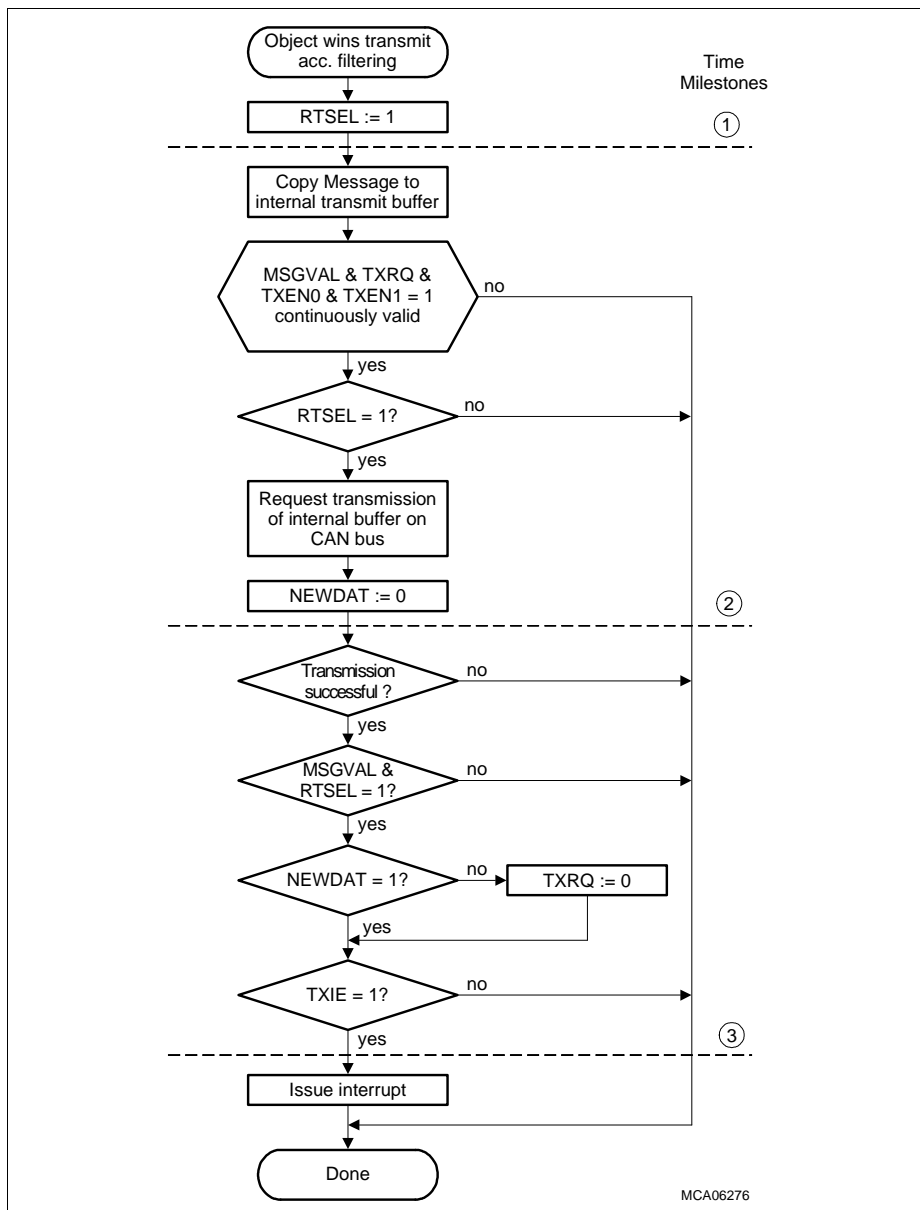 Object wins transmit
acc. filtering
Time
Milestones
RTSEL := 1
1
Copy Message to
internal transmit buffer
MSGVAL & TXRQ &
TXEN0 & TXEN1 = 1
continuously valid
no
yes
RTSEL = 1?
no
yes
Request transmission
of internal buffer on
CAN bus
NEWDAT := 0
2
Transmission
successful ?
no
yes
MSGVAL &
RTSEL = 1?
no
yes
NEWDAT = 1?
no
TXRQ := 0
yes
TXIE = 1?
no
yes
3
Issue interrupt
Done
MCA06276